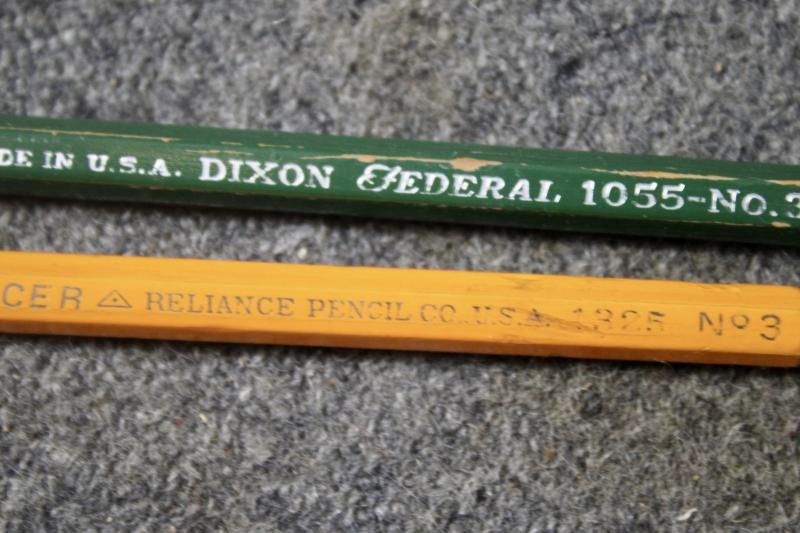 DE IN U.S.A. DIXON FEDERAL 1055-No.3
CER RELIANCE PENCIL CO., U.S.A. 1325 Nº 3